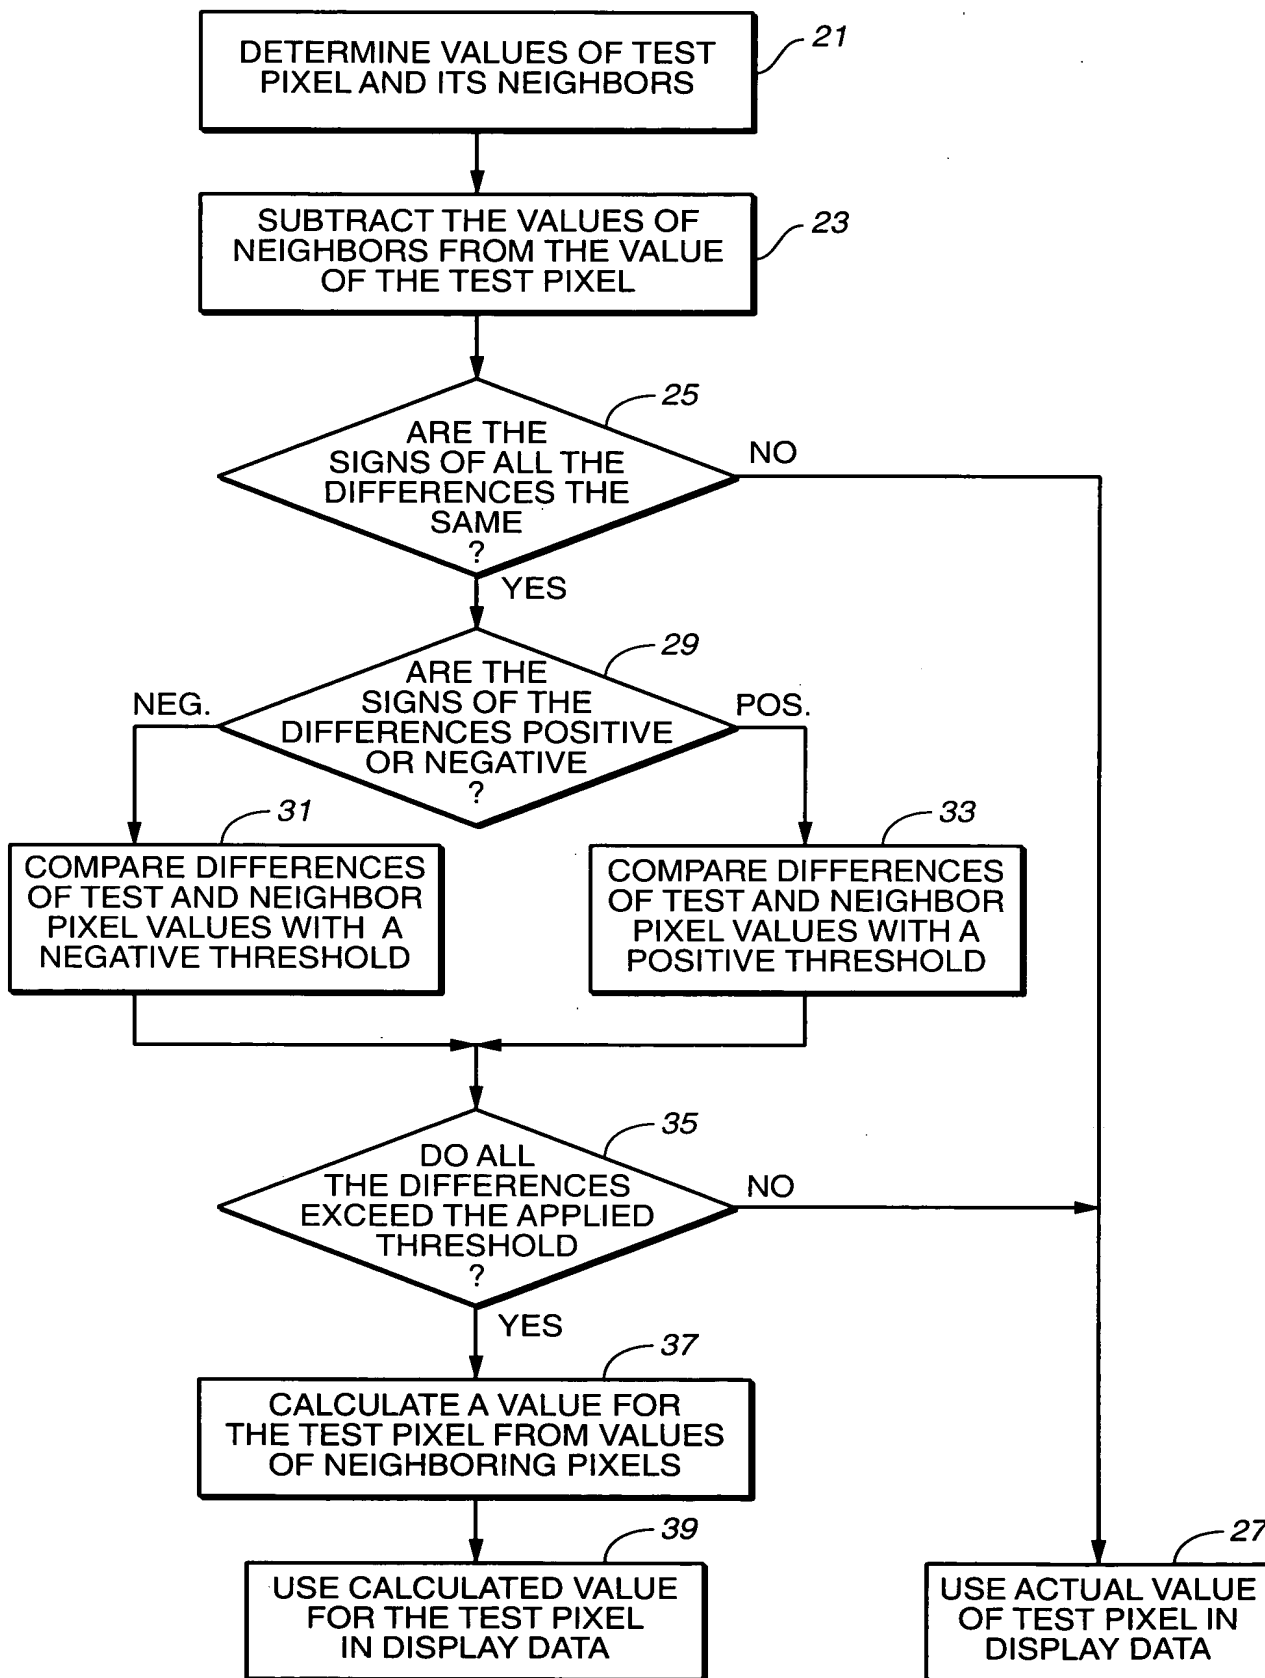 DETERMINE VALUES OF TEST
PIXEL AND ITS NEIGHBORS
21
SUBTRACT THE VALUES OF
NEIGHBORS FROM THE VALUE
OF THE TEST PIXEL
23
ARE THE
SIGNS OF ALL THE
DIFFERENCES THE
SAME
?
25
NO
YES
ARE THE
SIGNS OF THE
DIFFERENCES POSITIVE
OR NEGATIVE
?
29
NEG.
POS.
31
COMPARE DIFFERENCES
OF TEST AND NEIGHBOR
PIXEL VALUES WITH A
NEGATIVE THRESHOLD
33
COMPARE DIFFERENCES
OF TEST AND NEIGHBOR
PIXEL VALUES WITH A
POSITIVE THRESHOLD
DO ALL
THE DIFFERENCES
EXCEED THE APPLIED
THRESHOLD
?
35
NO
YES
37
CALCULATE A VALUE FOR
THE TEST PIXEL FROM VALUES
OF NEIGHBORING PIXELS
39
USE CALCULATED VALUE
FOR THE TEST PIXEL
IN DISPLAY DATA
27
USE ACTUAL VALUE
OF TEST PIXEL IN
DISPLAY DATA